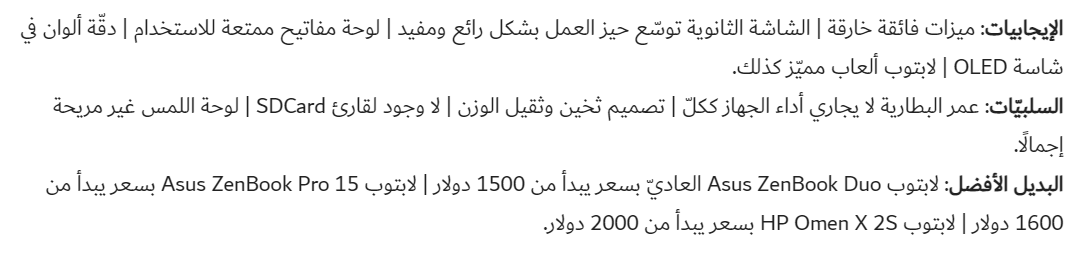 الإيجابيات: ميزات فائقة خارقة | الشاشة الثانوية توسّع حيز العمل بشكل رائع ومفيد | لوحة مفاتيح ممتعة للاستخدام | دقّة ألوان في
شاسة OLED | لابتوب ألعاب مميّز كذلك.
السلبيّات: عمر البطارية لا يجاري أداء الجهاز ككلّ | تصميم ثخين وثقيل الوزن | لا وجود لقارئ SDCard | لوحة اللمس غير مريحة
إجمالًا.
البديل الأفضل: لابتوب Asus ZenBook Duo العاديّ بسعر يبدأ من 1500 دولار | لابتوب Asus ZenBook Pro 15 بسعر يبدأ من
1600 دولار | لابتوب HP Omen X 2S بسعر يبدأ من 2000 دولار.